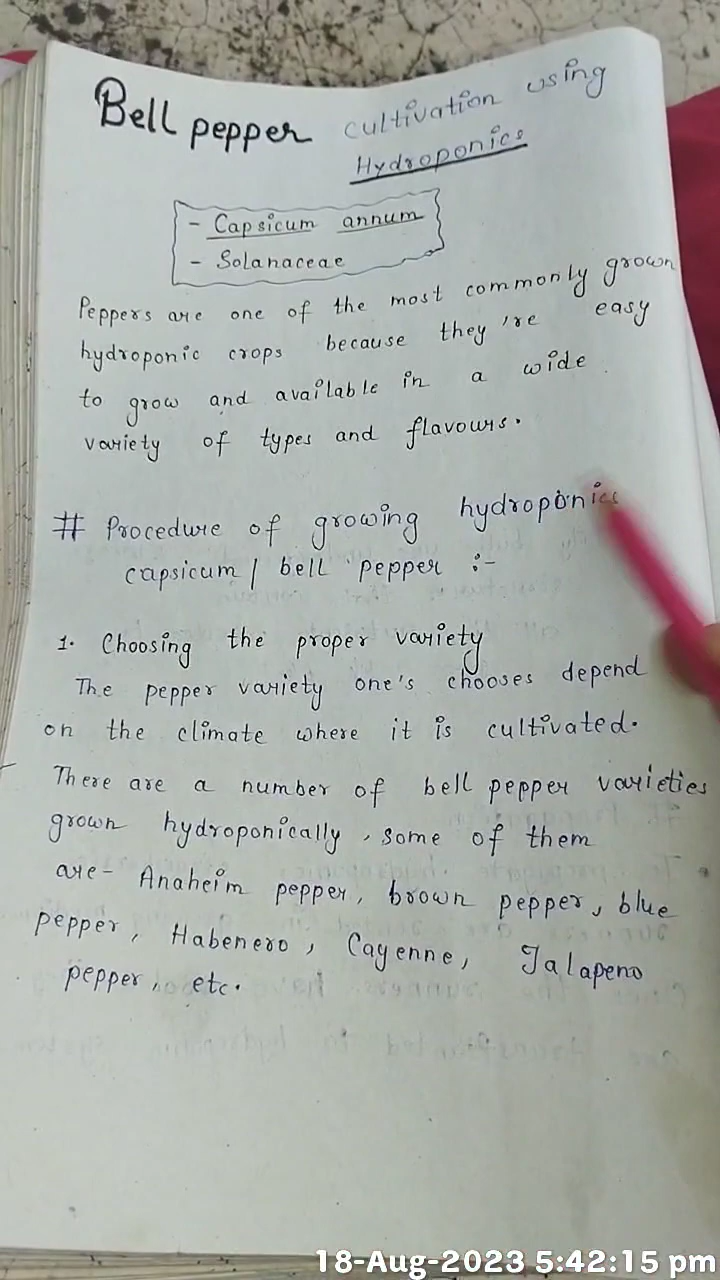 Bell pepper cultivation using
Hydroponics
- Capsicum annum
- Solanaceae
Peppers are one of the most commonly grown
hydroponic crops because they're easy
to grow and available in a wide
variety of types and flavours.
# Procedure of growing hydroponics
capsicum / bell pepper :-
1. Choosing the proper variety
The pepper variety one's chooses depend
on the climate where it is cultivated.
There are a number of bell pepper varieties
grown hydroponically, some of them
are- Anaheim pepper, brown pepper, blue
pepper, Habenero, Cayenne, Jalapeno
pepper, etc.
18-Aug-2023 5:42:15 pm